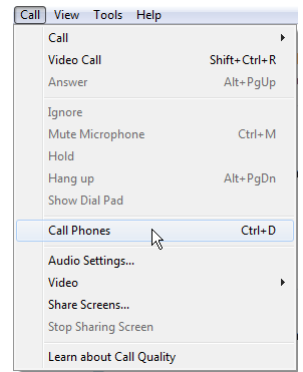 Call View Tools Help
Call
Video Call Shift+Ctrl+R
Answer Alt+PgUp
Ignore
Mute Microphone Ctrl+M
Hold
Hang up Alt+PgDn
Show Dial Pad
Call Phones Ctrl+D
Audio Settings...
Video
Share Screens...
Stop Sharing Screen
Learn about Call Quality